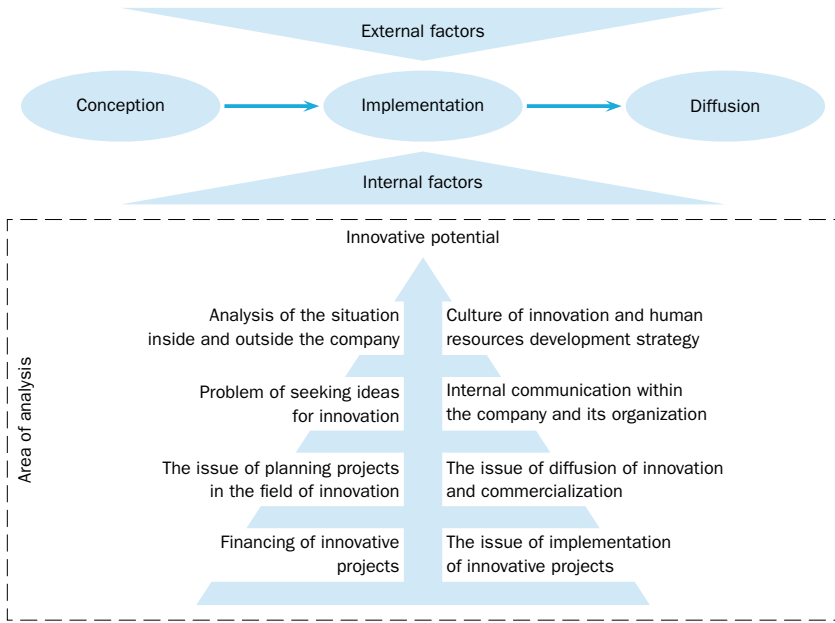 External factors
Conception
Implementation
Diffusion
Internal factors
Innovative potential
Area of analysis
Analysis of the situation
inside and outside the company
Culture of innovation and human
resources development strategy
Problem of seeking ideas
for innovation
Internal communication within
the company and its organization
The issue of planning projects
in the field of innovation
The issue of diffusion of innovation
and commercialization
Financing of innovative
projects
The issue of implementation
of innovative projects